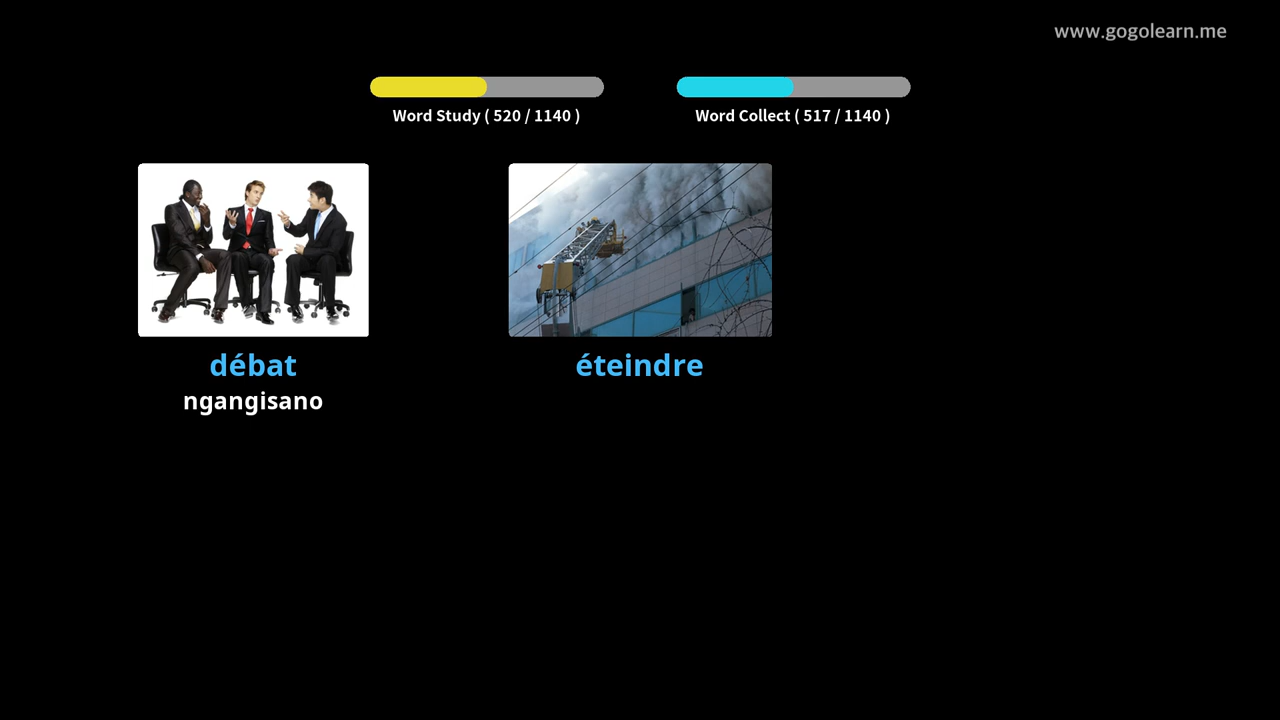 www.gogolearn.me
Word Study ( 520 / 1140 )
Word Collect ( 517 / 1140 )
débat
ngangisano
éteindre